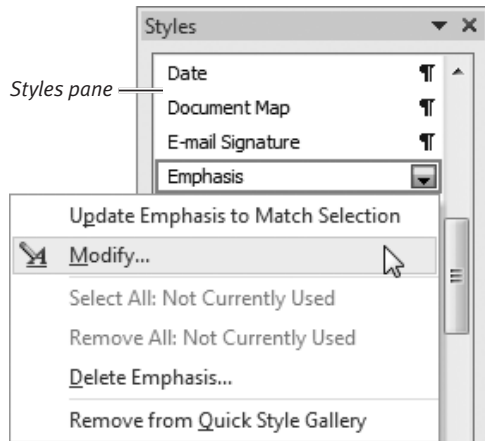 Styles
Styles pane
Date ¶
Document Map ¶
E-mail Signature ¶
Emphasis
Update Emphasis to Match Selection
Modify...
Select All: Not Currently Used
Remove All: Not Currently Used
Delete Emphasis...
Remove from Quick Style Gallery